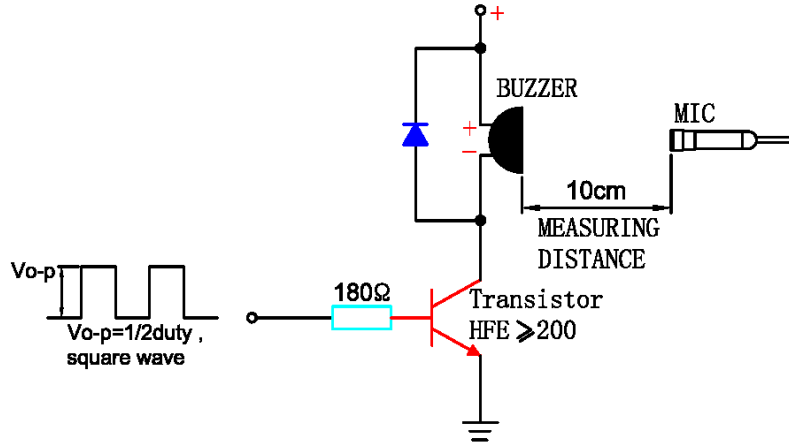 +
BUZZER
+
−
MIC
10cm
MEASURING
DISTANCE
Vo-p
Vo-p=1/2duty ,
square wave
180Ω
Transistor
HFE ⩾200